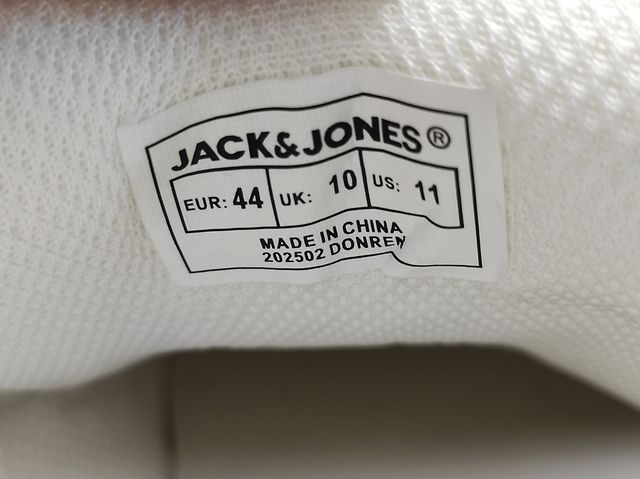 JACK&JONES®
EUR: 44 UK: 10 US: 11
MADE IN CHINA
202502 DONREN